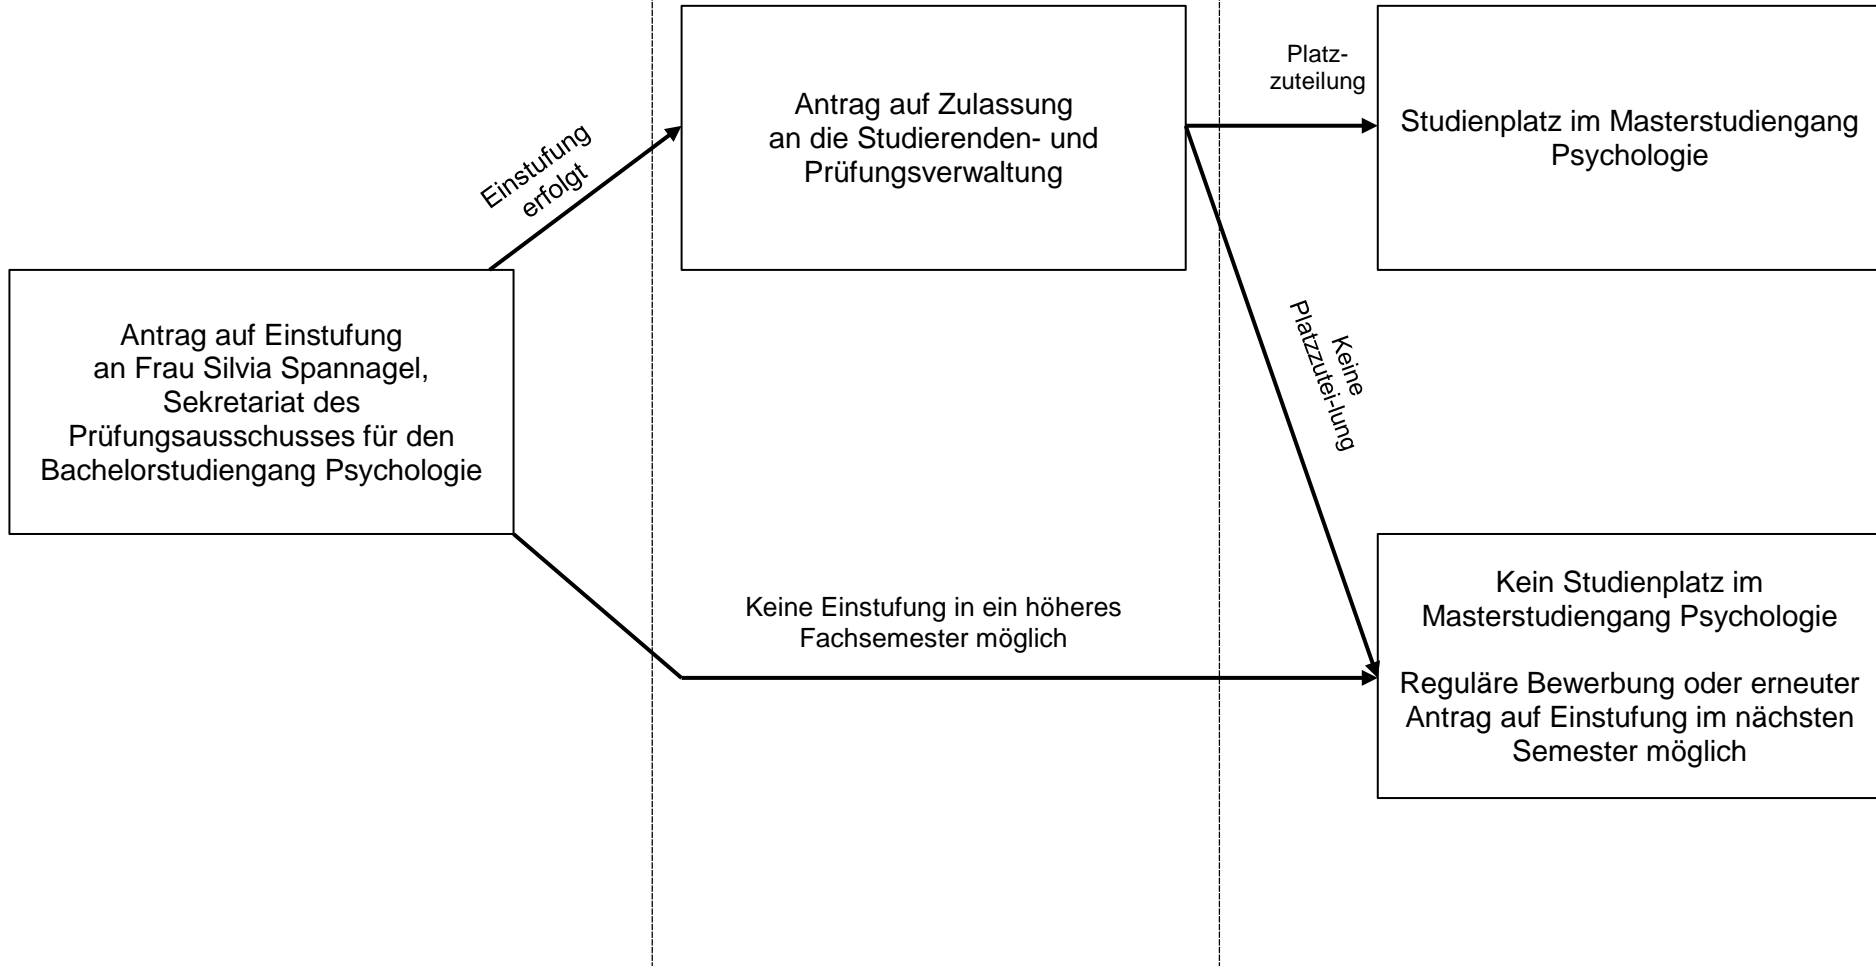 Antrag auf Einstufung
an Frau Silvia Spannagel,
Sekretariat des
Prüfungsausschusses für den
Bachelorstudiengang Psychologie
Einstufung
erfolgt
Antrag auf Zulassung
an die Studierenden- und
Prüfungsverwaltung
Keine Einstufung in ein höheres
Fachsemester möglich
Platz-
zuteilung
Studienplatz im Masterstudiengang
Psychologie
Keine
Platzzutei-lung
Kein Studienplatz im
Masterstudiengang Psychologie
Reguläre Bewerbung oder erneuter
Antrag auf Einstufung im nächsten
Semester möglich